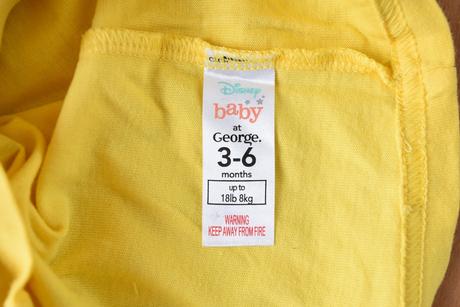 Disney
baby
at
George.
3-6
months
up to
18lb 8kg
WARNING
KEEP AWAY FROM FIRE